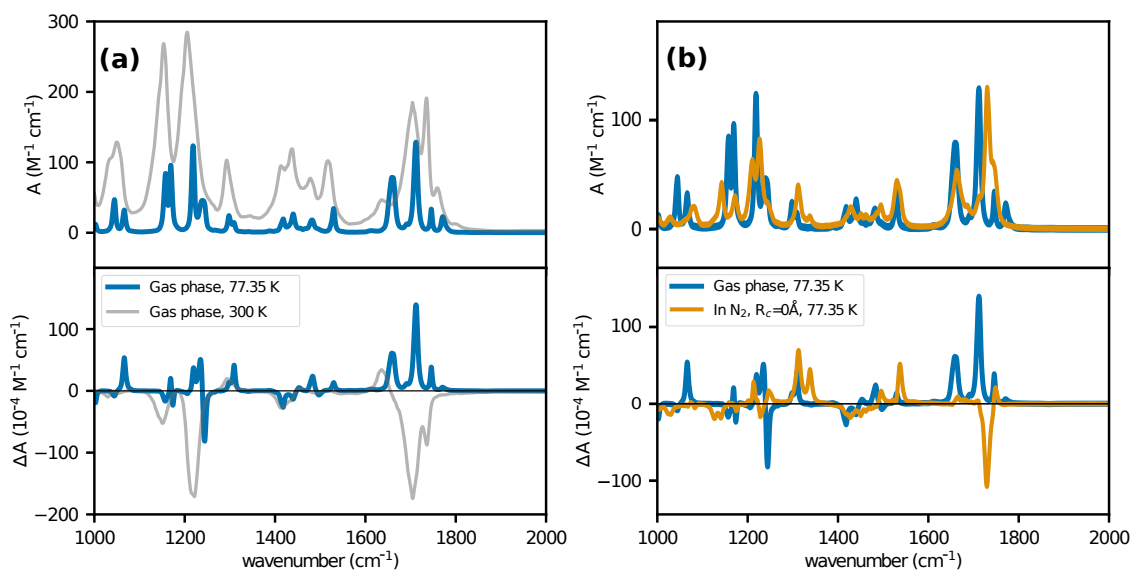 (a)
A (M⁻¹ cm⁻¹)
300
200
100
0
Gas phase, 77.35 K
Gas phase, 300 K
ΔA (10⁻⁴ M⁻¹ cm⁻¹)
100
0
−100
−200
1000 1200 1400 1600 1800 2000
wavenumber (cm⁻¹)
(b)
A (M⁻¹ cm⁻¹)
100
0
Gas phase, 77.35 K
In N₂, R_c=0Å, 77.35 K
ΔA (10⁻⁴ M⁻¹ cm⁻¹)
100
0
−100
1000 1200 1400 1600 1800 2000
wavenumber (cm⁻¹)